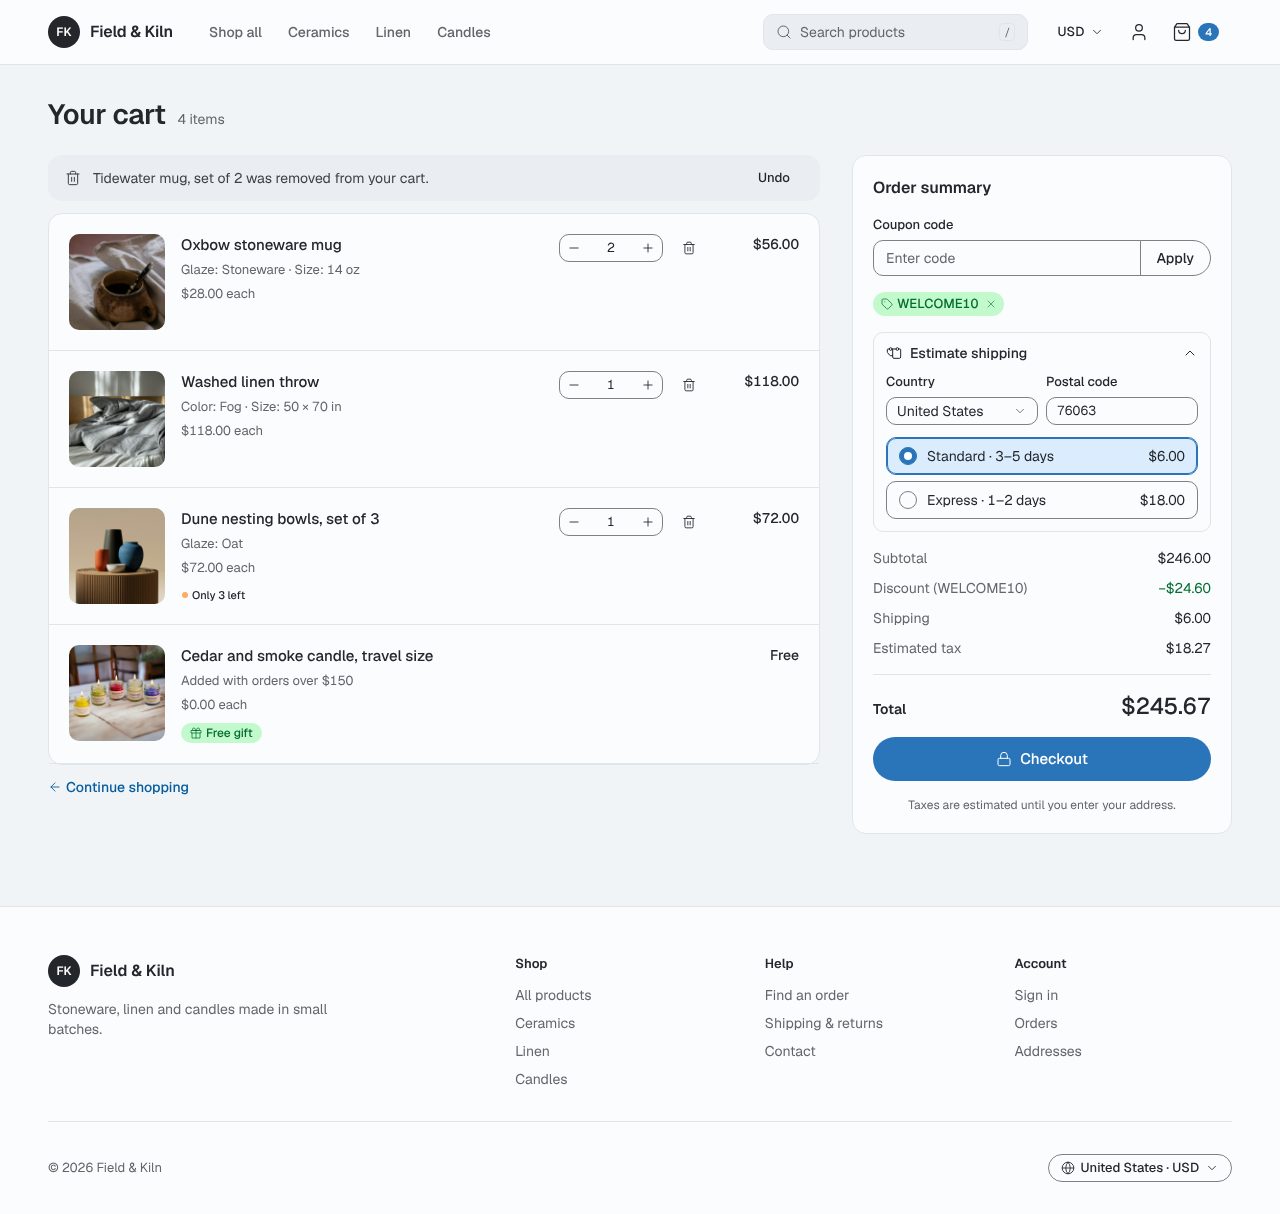 FK Field & Kiln Shop all Ceramics Linen Candles Search products / USD 4
Your cart 4 items
Tidewater mug, set of 2 was removed from your cart. Undo
Oxbow stoneware mug 2 $56.00
Glaze: Stoneware · Size: 14 oz
$28.00 each
Washed linen throw 1 $118.00
Color: Fog · Size: 50 × 70 in
$118.00 each
Dune nesting bowls, set of 3 1 $72.00
Glaze: Oat
$72.00 each
Only 3 left
Cedar and smoke candle, travel size Free
Added with orders over $150
$0.00 each
Free gift
Continue shopping
Order summary
Coupon code
Enter code Apply
WELCOME10
Estimate shipping
Country Postal code
United States 76063
Standard · 3–5 days $6.00
Express · 1–2 days $18.00
Subtotal $246.00
Discount (WELCOME10) −$24.60
Shipping $6.00
Estimated tax $18.27
Total $245.67
Checkout
Taxes are estimated until you enter your address.
FK Field & Kiln
Stoneware, linen and candles made in small
batches.
Shop
All products
Ceramics
Linen
Candles
Help
Find an order
Shipping & returns
Contact
Account
Sign in
Orders
Addresses
© 2026 Field & Kiln United States · USD